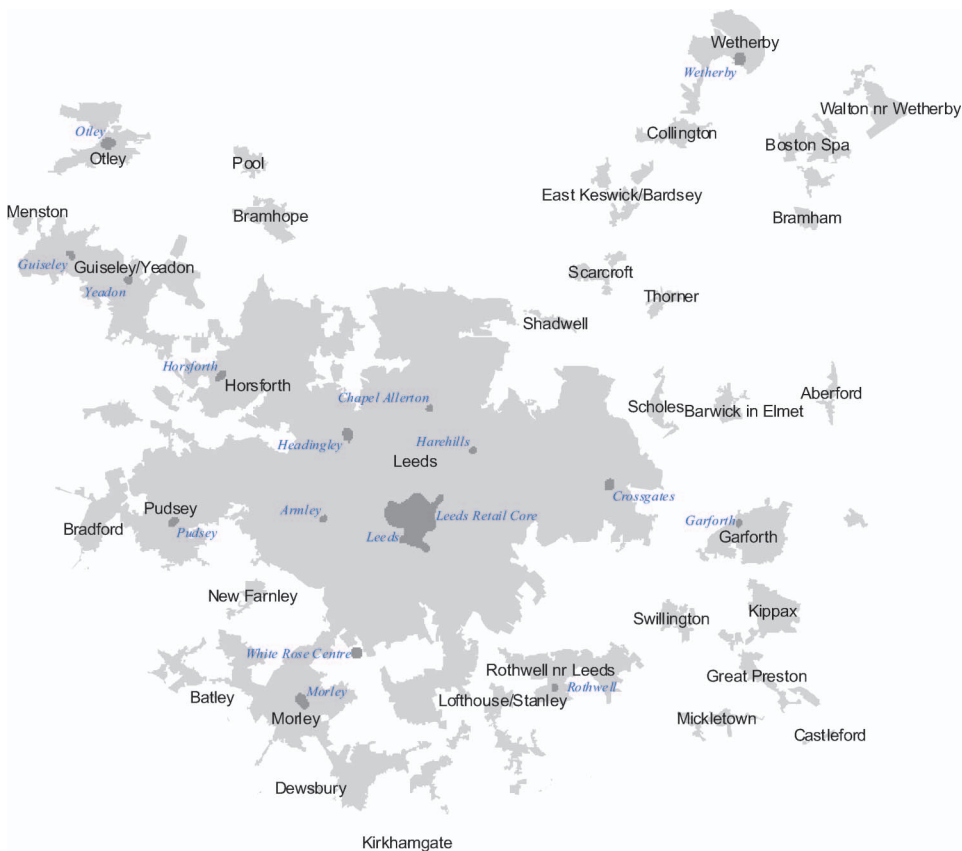 Wetherby
Wetherby
Walton nr Wetherby
Otley
Collington
Boston Spa
Otley
Pool
East Keswick/Bardsey
Menston
Bramhope
Bramham
Guiseley
Guiseley/Yeadon
Scarcroft
Yeadon
Thorner
Shadwell
Horsforth
Horsforth
Chapel Allerton
Scholes
Barwick in Elmet
Aberford
Headingley
Harehills
Leeds
Crossgates
Pudsey
Armley
Leeds Retail Core
Garforth
Bradford
Pudsey
Leeds
Garforth
New Farnley
Swillington
Kippax
White Rose Centre
Rothwell nr Leeds
Great Preston
Batley
Morley
Lofthouse/Stanley
Rothwell
Morley
Mickletown
Castleford
Dewsbury
Kirkhamgate